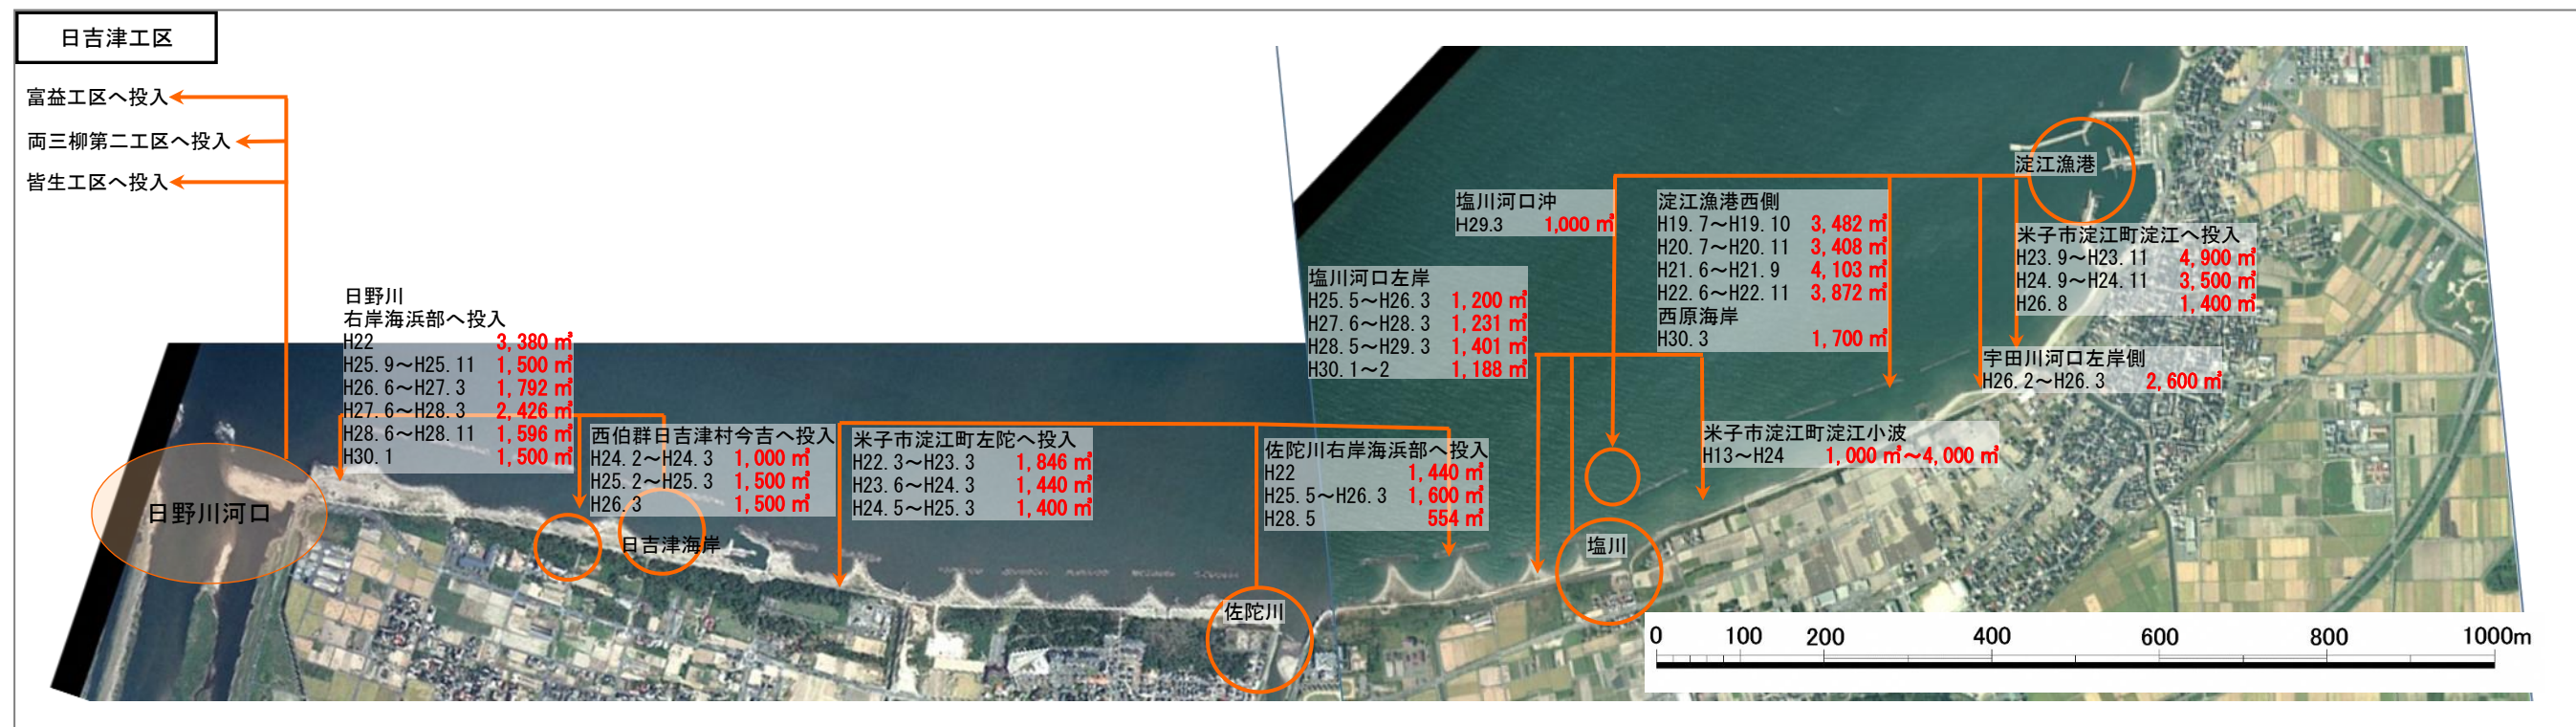 日吉津工区
富益工区へ投入
両三柳第二工区へ投入
皆生工区へ投入
日野川河口
日野川
右岸海浜部へ投入
H22 3,380 ㎥
H25.9～H25.11 1,500 ㎥
H26.6～H27.3 1,792 ㎥
H27.6～H28.3 2,426 ㎥
H28.6～H28.11 1,596 ㎥
H30.1 1,500 ㎥
西伯群日吉津村今吉へ投入
H24.2～H24.3 1,000 ㎥
H25.2～H25.3 1,500 ㎥
H26.3 1,500 ㎥
日吉津海岸
米子市淀江町左陀へ投入
H22.3～H23.3 1,846 ㎥
H23.6～H24.3 1,440 ㎥
H24.5～H25.3 1,400 ㎥
佐陀川右岸海浜部へ投入
H22 1,440 ㎥
H25.5～H26.3 1,600 ㎥
H28.5 554 ㎥
佐陀川
塩川河口左岸
H25.5～H26.3 1,200 ㎥
H27.6～H28.3 1,231 ㎥
H28.5～H29.3 1,401 ㎥
H30.1～2 1,188 ㎥
塩川河口沖
H29.3 1,000 ㎥
塩川
淀江漁港西側
H19.7～H19.10 3,482 ㎥
H20.7～H20.11 3,408 ㎥
H21.6～H21.9 4,103 ㎥
H22.6～H22.11 3,872 ㎥
西原海岸
H30.3 1,700 ㎥
米子市淀江町淀江小波
H13～H24 1,000 ㎥～4,000 ㎥
淀江漁港
米子市淀江町淀江へ投入
H23.9～H23.11 4,900 ㎥
H24.9～H24.11 3,500 ㎥
H26.8 1,400 ㎥
宇田川河口左岸側
H26.2～H26.3 2,600 ㎥
0 100 200 400 600 800 1000m